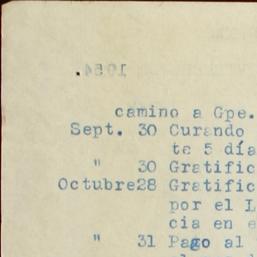 camino a Gpe.
Sept. 30 Curando
te 5 día
" 30 Gratific
Octubre28 Gratific
por el L
cia en e
" 31 Pago al